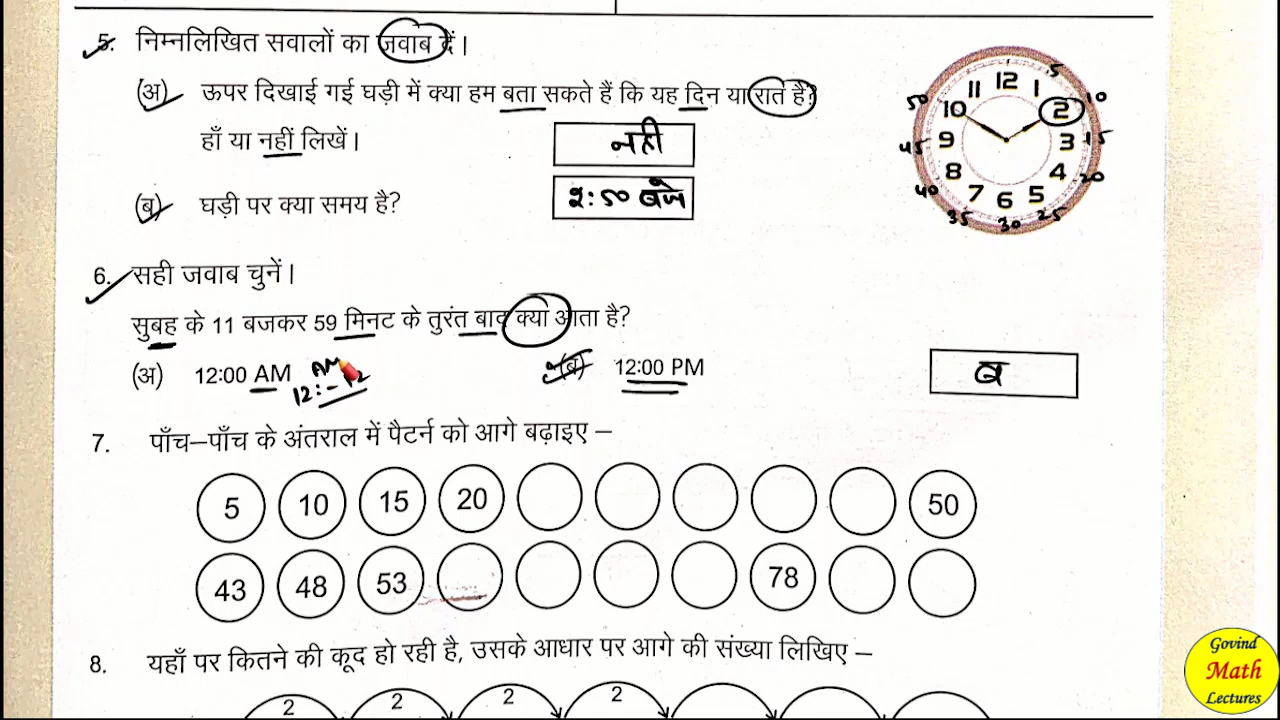 5. निम्नलिखित सवालों का जवाब दें।
(अ) ऊपर दिखाई गई घड़ी में क्या हम बता सकते हैं कि यह दिन या रात है?
हाँ या नहीं लिखें।
नही
(ब) घड़ी पर क्या समय है?
२:50 बजे
12 1 2 3 4 5 6 7 8 9 10 11
5 10 15 20 25 30 35 40 45 50
6. सही जवाब चुनें।
सुबह के 11 बजकर 59 मिनट के तुरंत बाद क्या आता है?
(अ) 12:00 AM
AM
12:-12
(ब) 12:00 PM
ब
7. पाँच–पाँच के अंतराल में पैटर्न को आगे बढ़ाइए –
5 10 15 20 50
43 48 53 78
8. यहाँ पर कितने की कूद हो रही है, उसके आधार पर आगे की संख्या लिखिए –
2 2 2 2
Govind
Math
Lectures